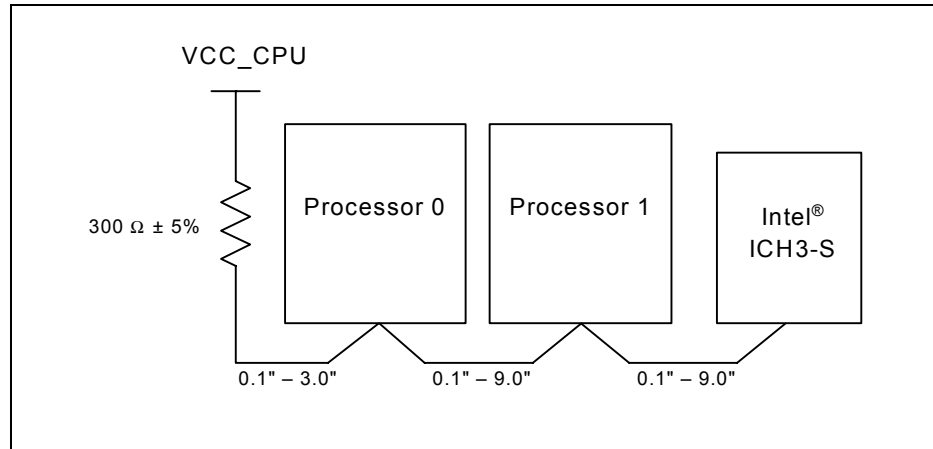 VCC_CPU
300 Ω ± 5%
Processor 0
Processor 1
Intel®
ICH3-S
0.1" – 3.0"
0.1" – 9.0"
0.1" – 9.0"